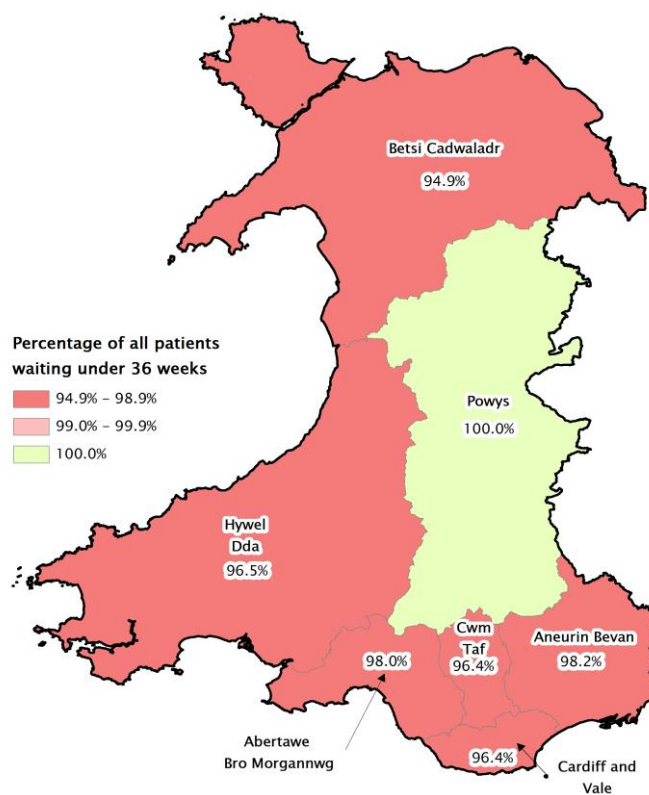 Betsi Cadwaladr
94.9%
Percentage of all patients
waiting under 36 weeks
94.9% - 98.9%
99.0% - 99.9%
100.0%
Powys
100.0%
Hywel
Dda
96.5%
Cwm
Taf
96.4%
Aneurin Bevan
98.2%
98.0%
Abertawe
Bro Morgannwg
96.4%
Cardiff and
Vale